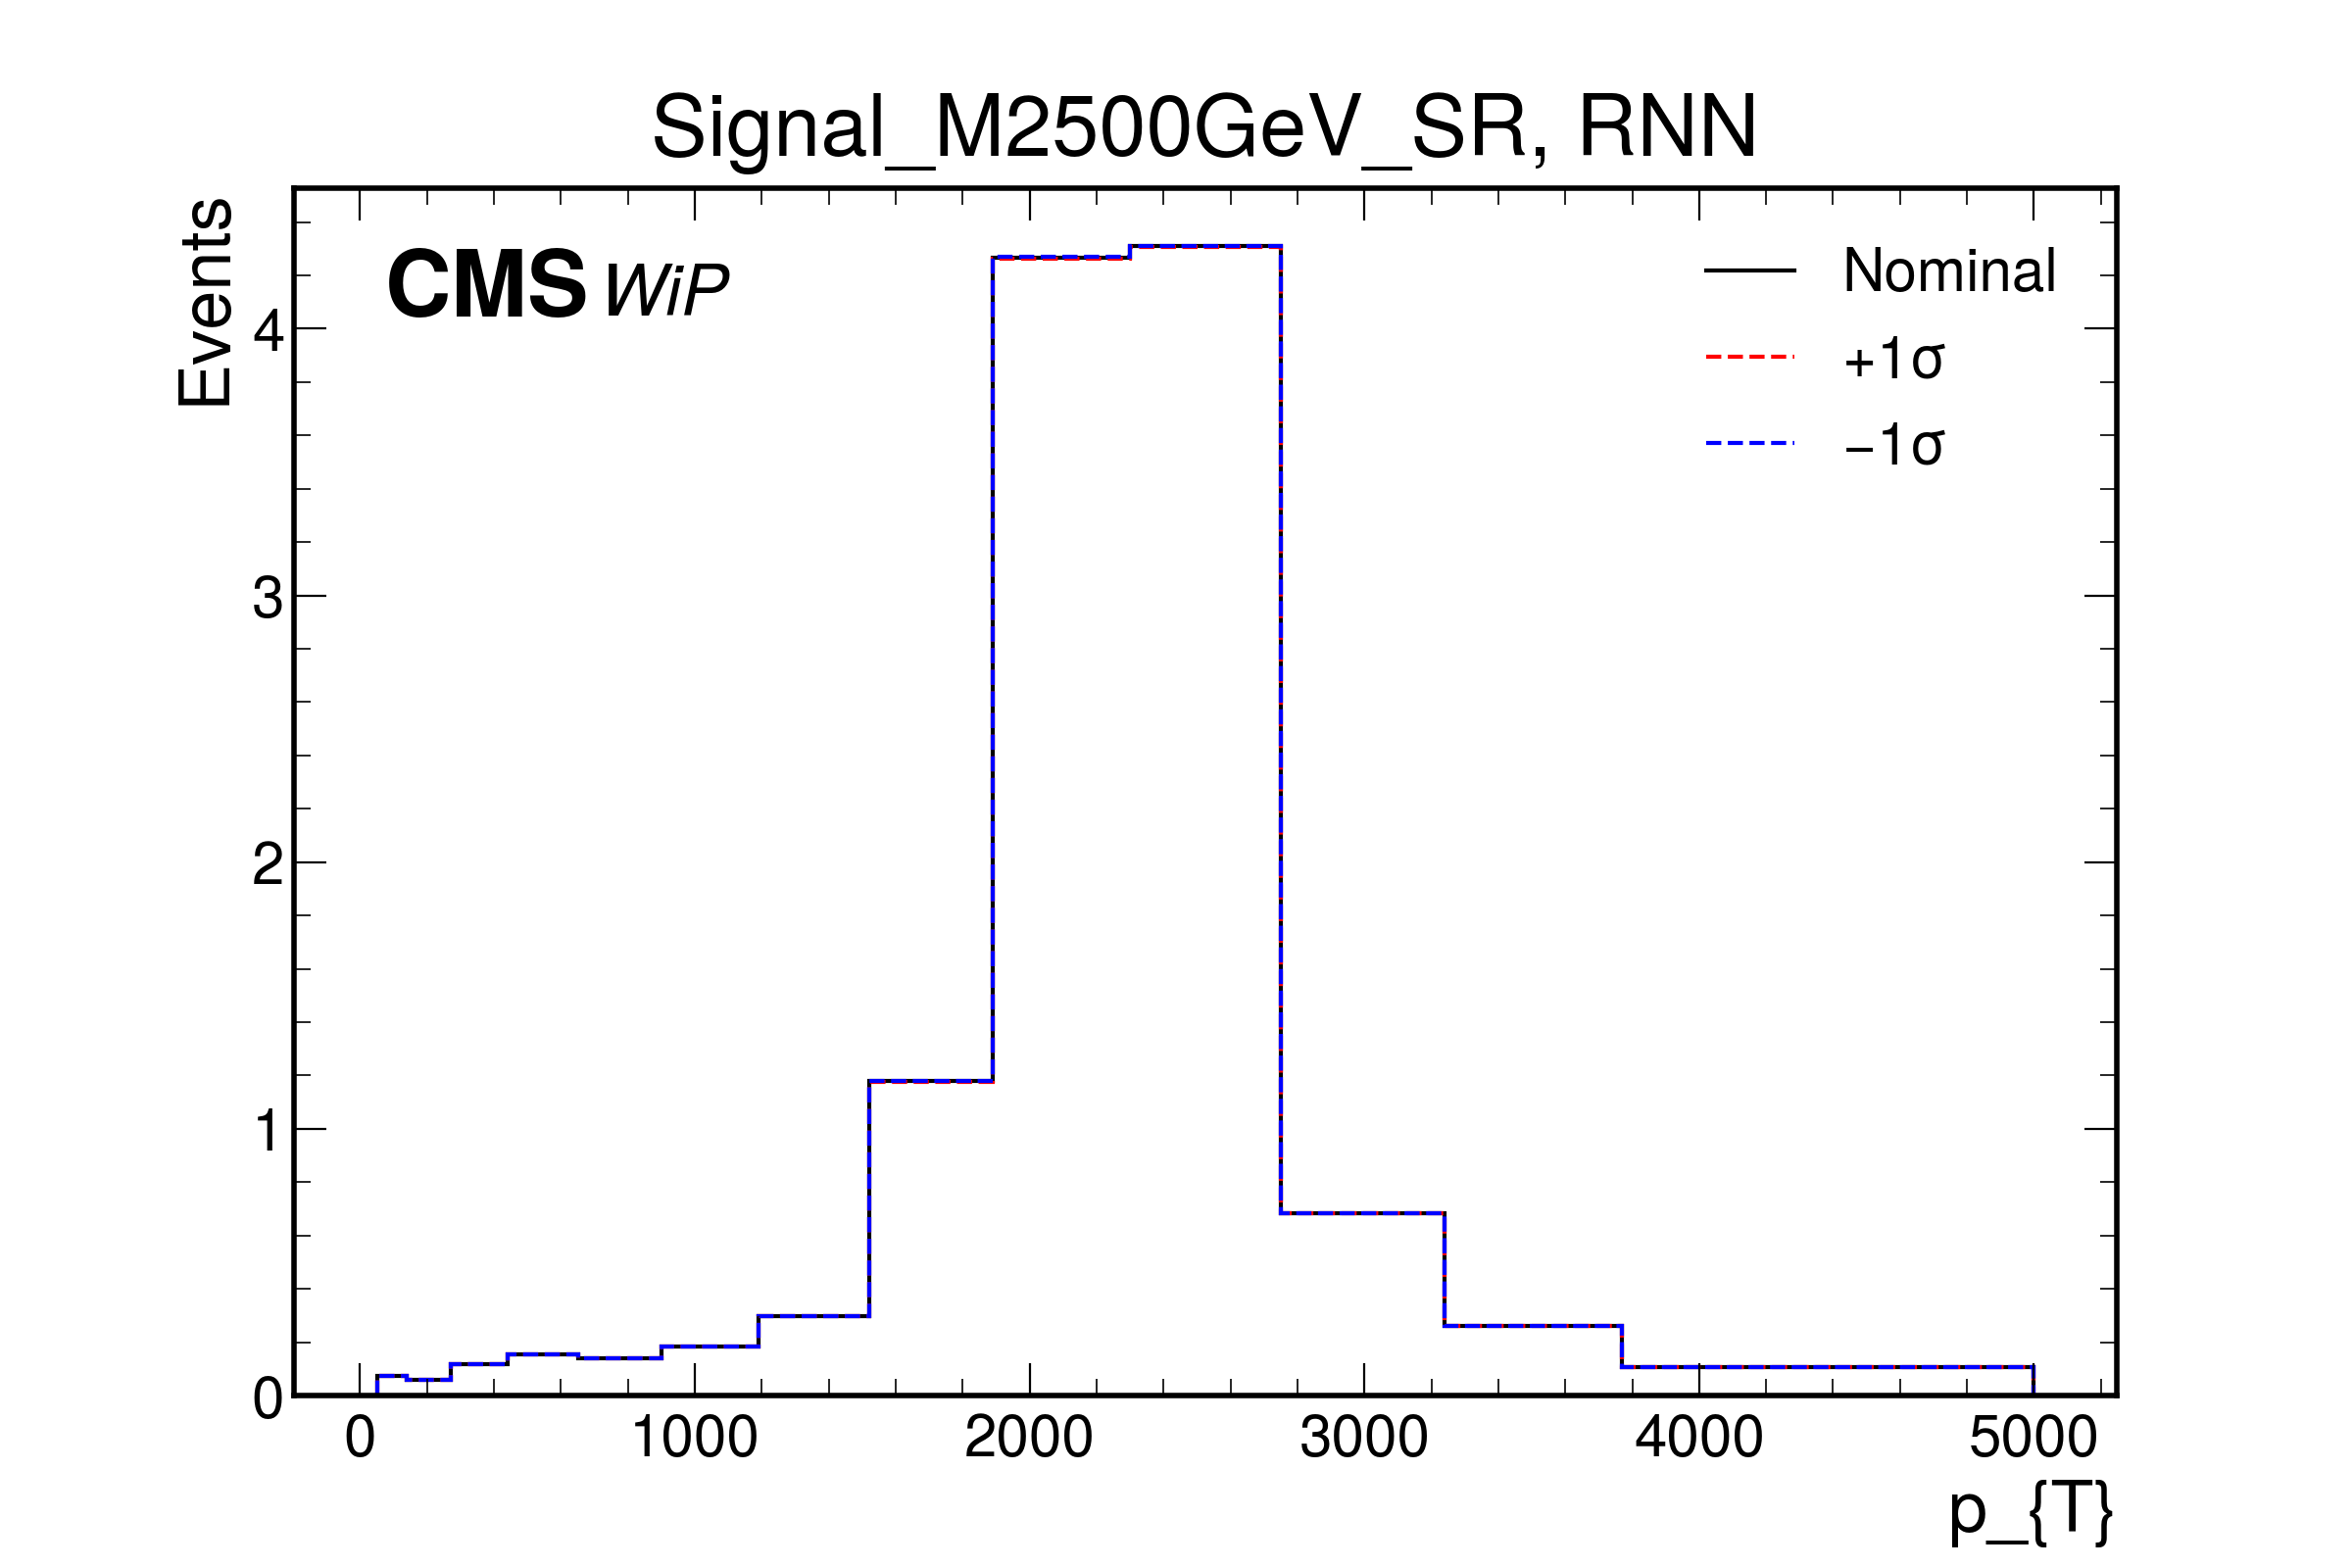 Signal_M2500GeV_SR, RNN
Events
CMS WiP
Nominal
+1σ
−1σ
4
3
2
1
0
0 1000 2000 3000 4000 5000
p_{T}